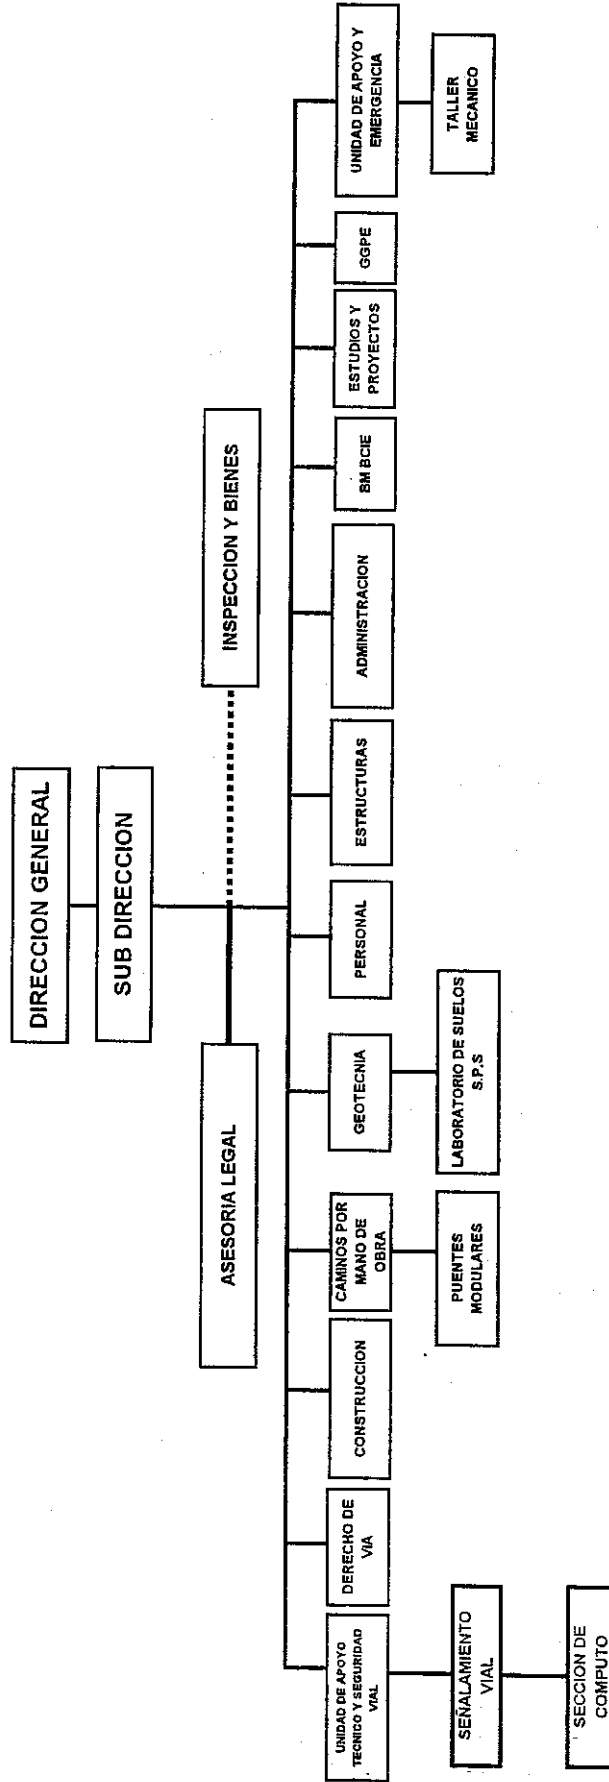 DIRECCION GENERAL
SUB DIRECCION
ASESORIA LEGAL
INSPECCION Y BIENES
UNIDAD DE APOYO
TECNICO Y SEGURIDAD
VIAL
DERECHO DE
VIA
CONSTRUCCION
CAMINOS POR
MANO DE
OBRA
GEOTECNIA
PERSONAL
ESTRUCTURAS
ADMINISTRACION
BM BCIE
ESTUDIOS Y
PROYECTOS
GGPE
UNIDAD DE APOYO Y
EMERGENCIA
SEÑALAMIENTO
VIAL
PUENTES
MODULARES
LABORATORIO DE SUELOS
S.P.S
TALLER
MECANICO
SECCION DE
COMPUTO